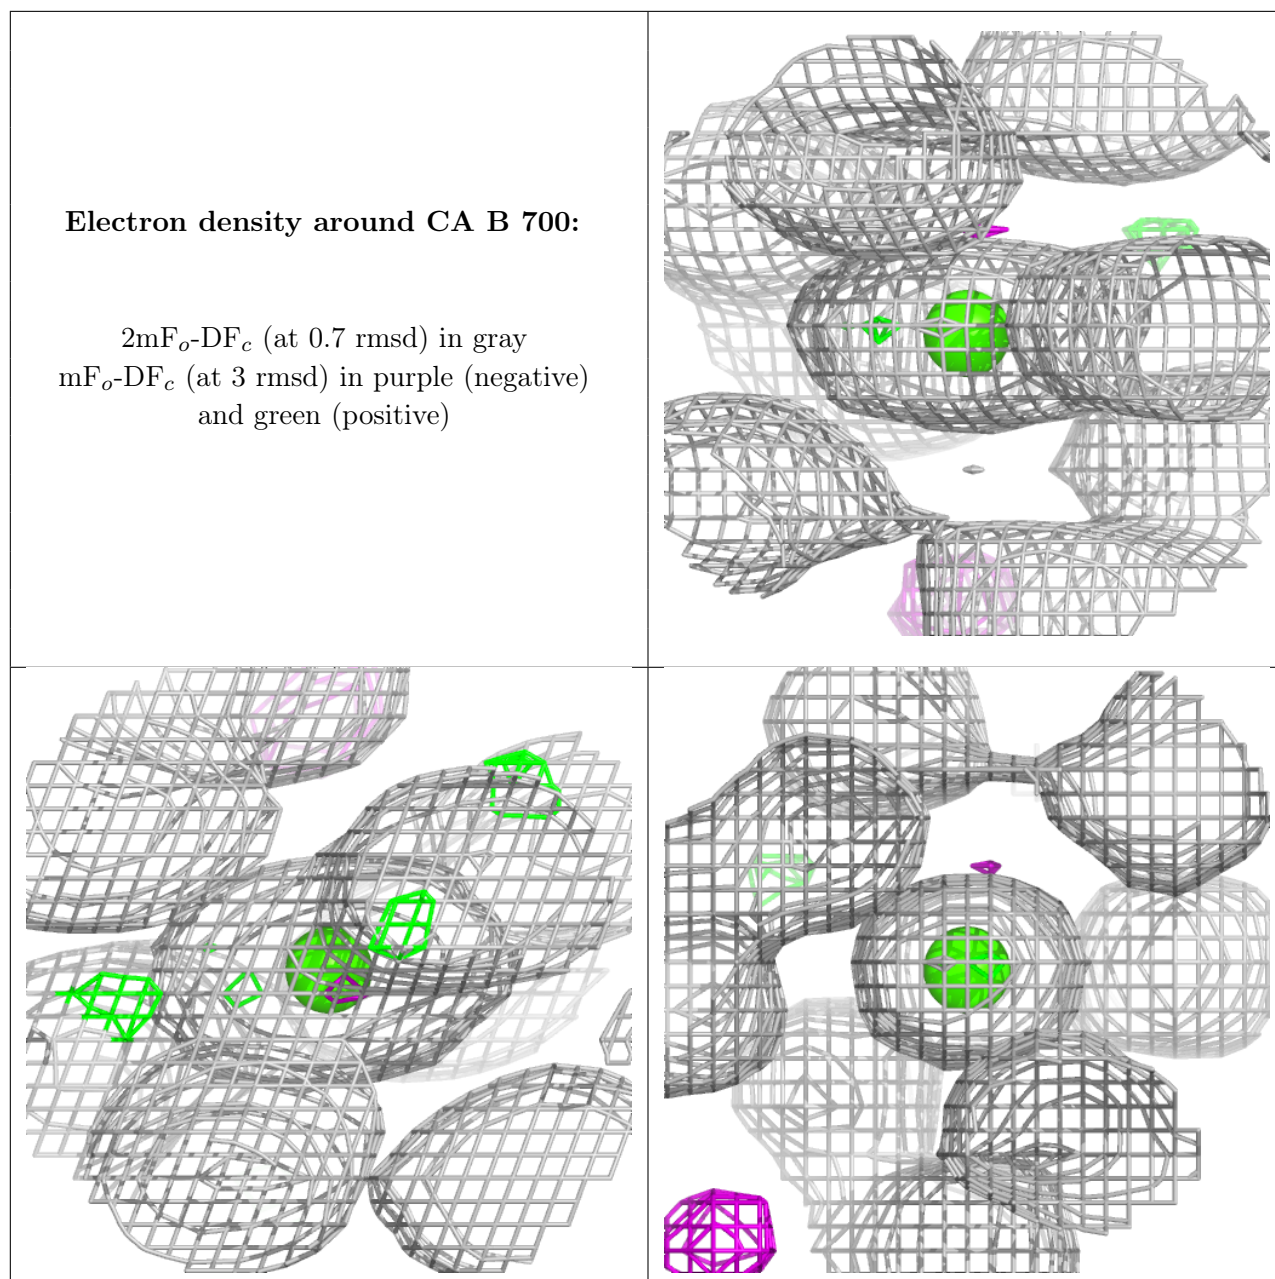 Electron density around CA B 700:
2mFₒ-DF𝒸 (at 0.7 rmsd) in gray
mFₒ-DF𝒸 (at 3 rmsd) in purple (negative)
and green (positive)